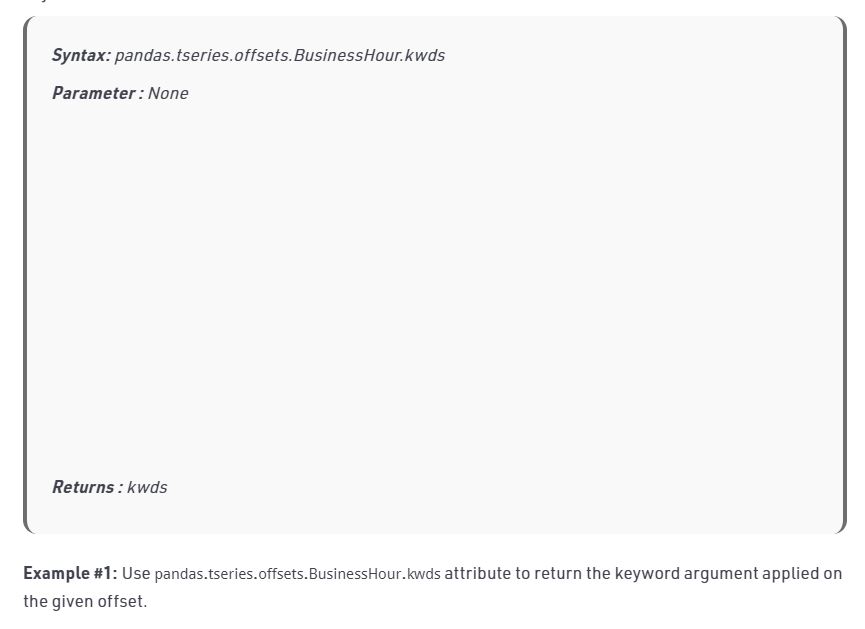 Syntax: pandas.tseries.offsets.BusinessHour.kwds
Parameter : None
Returns : kwds
Example #1: Use pandas.tseries.offsets.BusinessHour.kwds attribute to return the keyword argument applied on
the given offset.